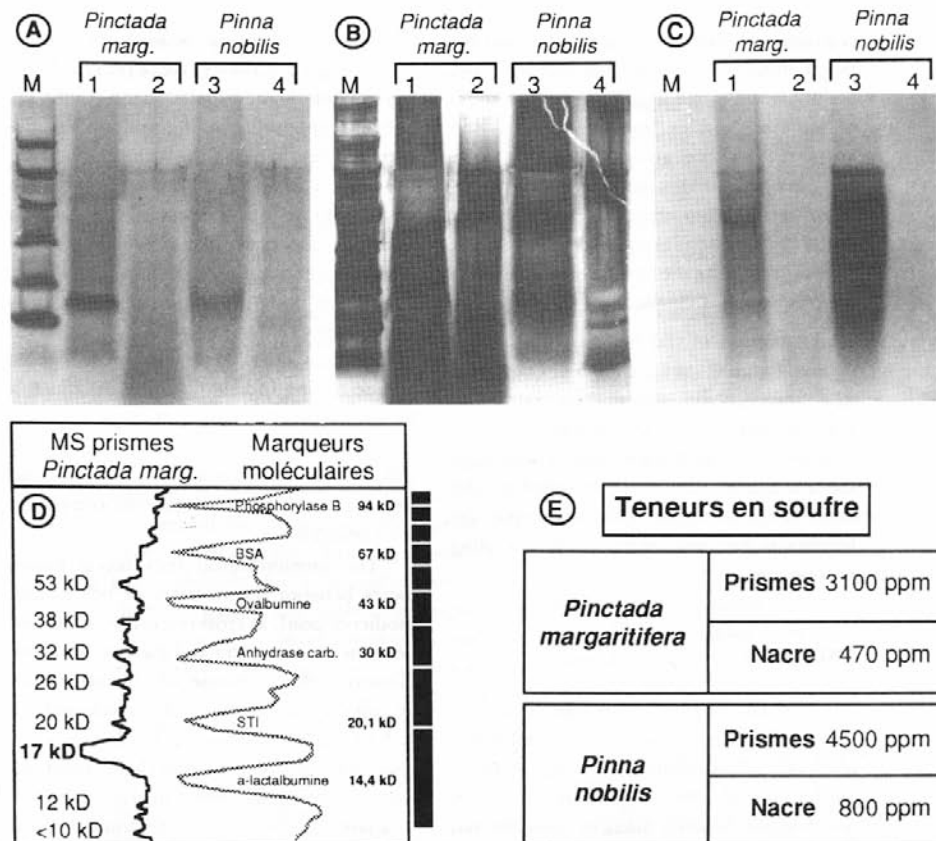 A
Pinctada marg.
Pinna nobilis
M 1 2 3 4
B
Pinctada marg.
Pinna nobilis
M 1 2 3 4
C
Pinctada marg.
Pinna nobilis
M 1 2 3 4
MS prismes
Pinctada marg.
Marqueurs
moléculaires
D
Phosphorylase B 94 kD
BSA 67 kD
53 kD
Ovalbumine 43 kD
38 kD
32 kD
Anhydrase carb. 30 kD
26 kD
20 kD
STI 20,1 kD
17 kD
a-lactalbumine 14,4 kD
12 kD
<10 kD
E
Teneurs en soufre
Pinctada
margaritifera
Prismes 3100 ppm
Nacre 470 ppm
Pinna
nobilis
Prismes 4500 ppm
Nacre 800 ppm